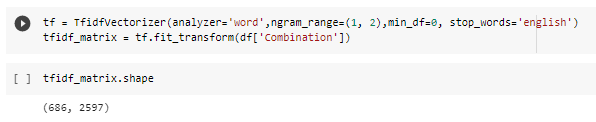 tf = TfidfVectorizer(analyzer='word',ngram_range=(1, 2),min_df=0, stop_words='english')
tfidf_matrix = tf.fit_transform(df['Combination'])
[ ] tfidf_matrix.shape
(686, 2597)